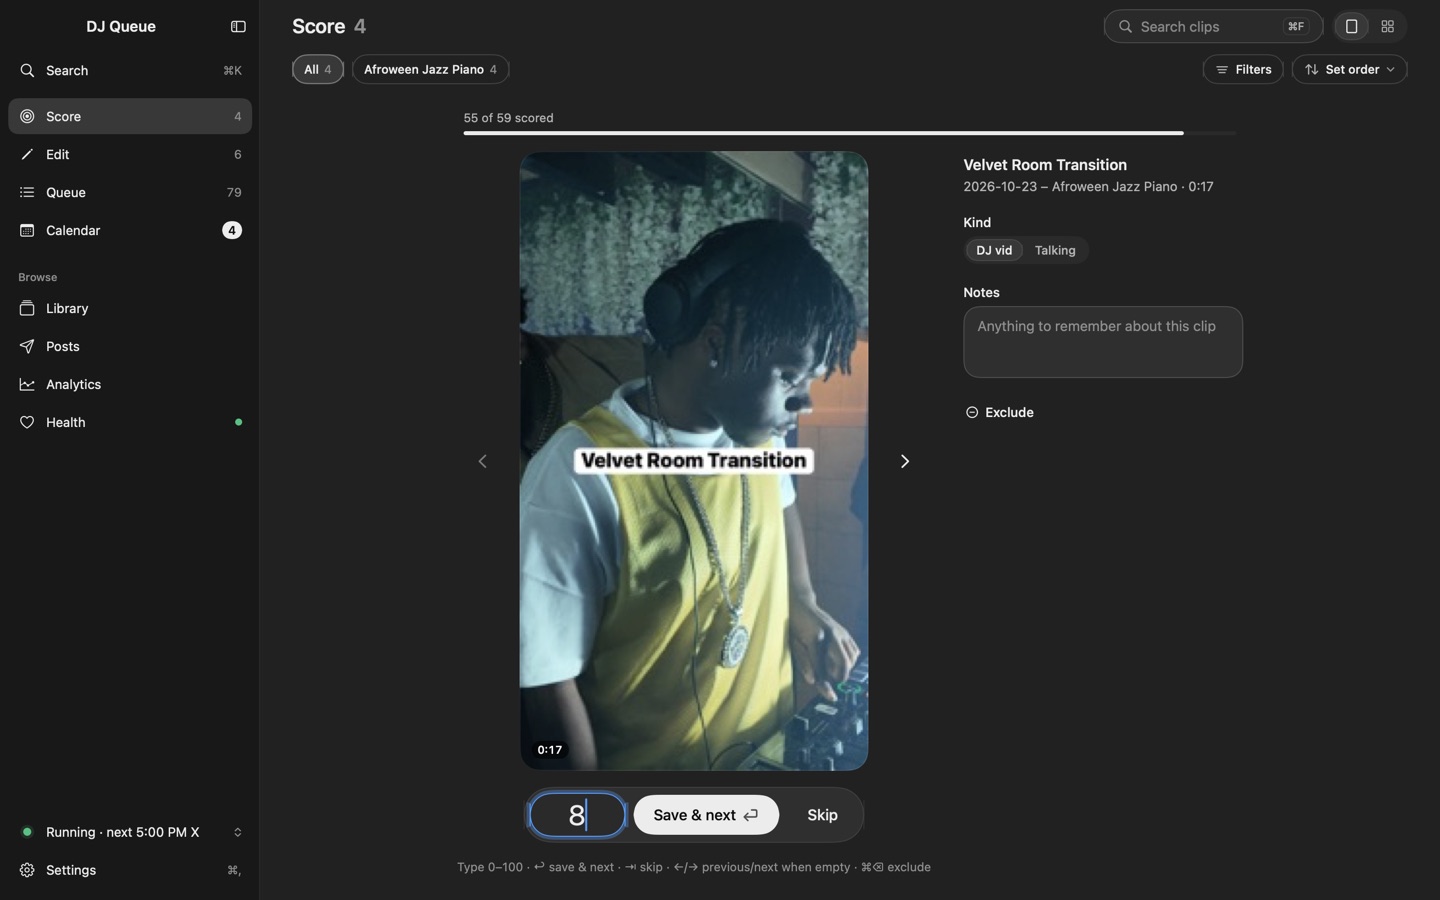 DJ Queue
Search ⌘K
Score 4
Edit 6
Queue 79
Calendar 4
Browse
Library
Posts
Analytics
Health
Running · next 5:00 PM X
Settings ⌘,
Score 4
Search clips ⌘F
All 4
Afroween Jazz Piano 4
Filters
Set order
55 of 59 scored
Velvet Room Transition
0:17
8
Save & next
Skip
Type 0–100 · ↩ save & next · ⇥ skip · ←/→ previous/next when empty · ⌘⌫ exclude
Velvet Room Transition
2026-10-23 – Afroween Jazz Piano · 0:17
Kind
DJ vid
Talking
Notes
Anything to remember about this clip
Exclude